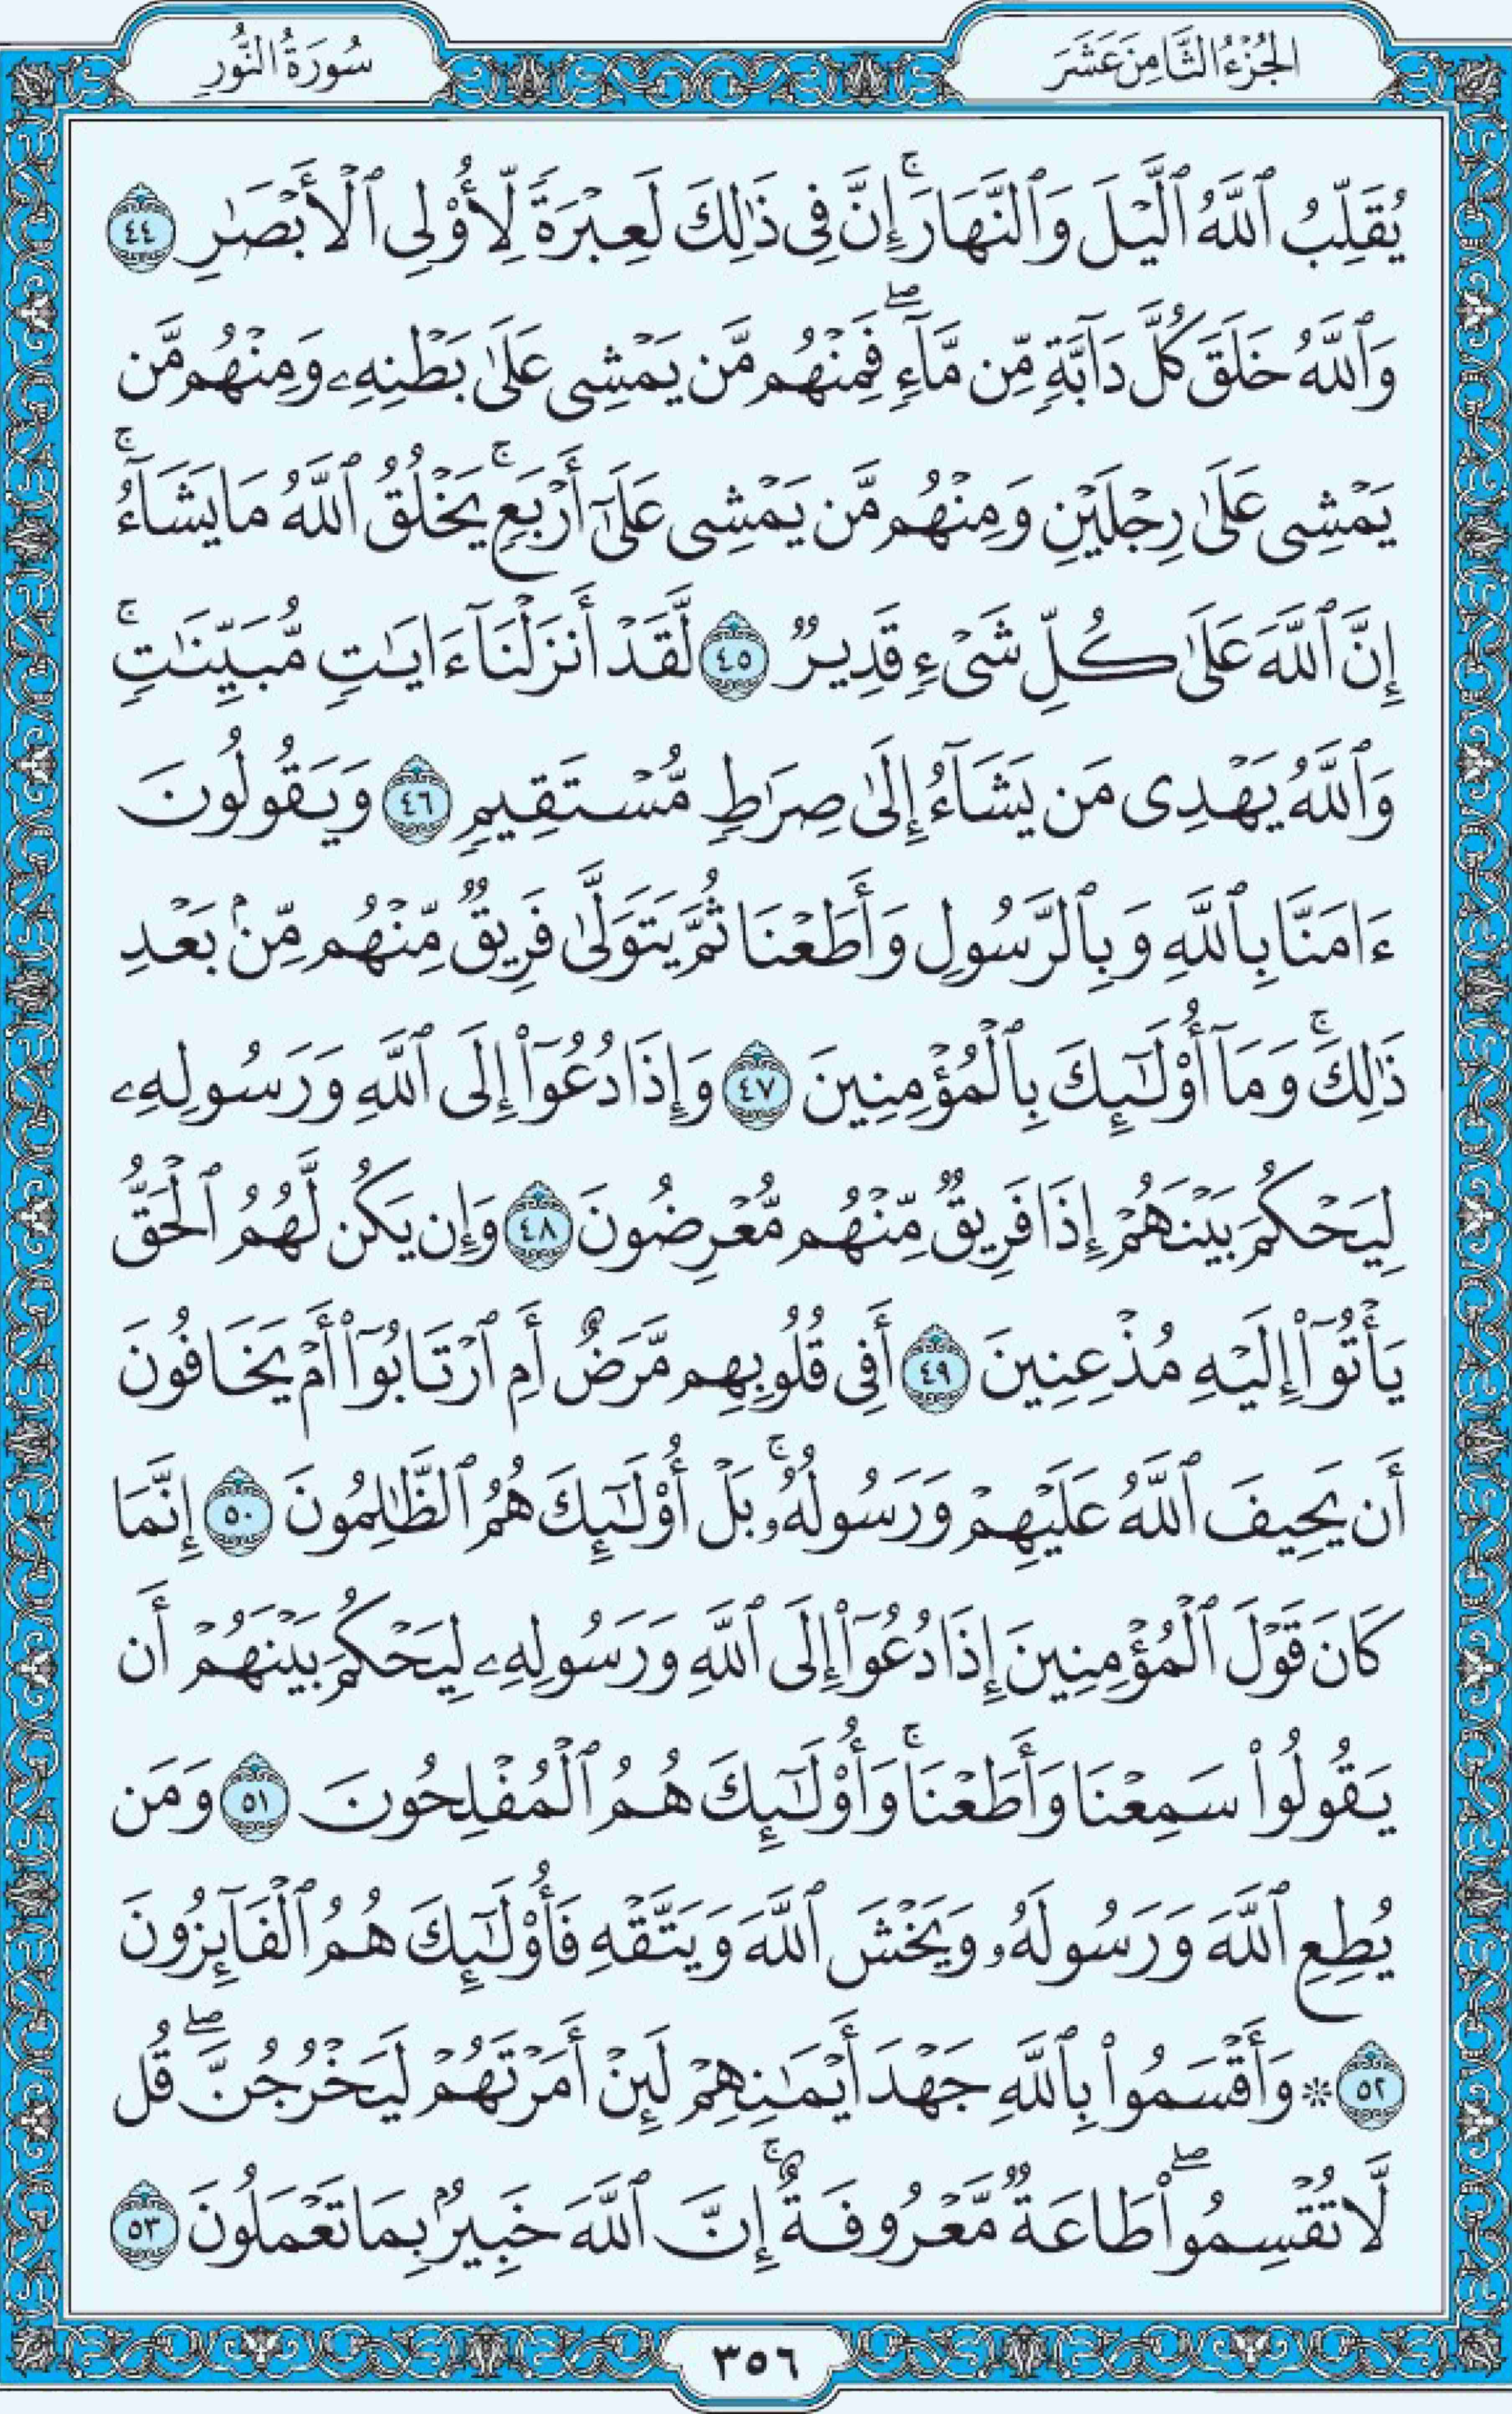 الجُزْءُ الثَّامِنَ عَشَرَ
سُورَةُ النُّورِ
يُقَلِّبُ ٱللَّهُ ٱلَّيْلَ وَٱلنَّهَارَۚ إِنَّ فِى ذَٰلِكَ لَعِبْرَةً لِّأُو۟لِى ٱلْأَبْصَٰرِ ٤٤
وَٱللَّهُ خَلَقَ كُلَّ دَآبَّةٍ مِّن مَّآءٍۖ فَمِنْهُم مَّن يَمْشِى عَلَىٰ بَطْنِهِۦ وَمِنْهُم مَّن
يَمْشِى عَلَىٰ رِجْلَيْنِ وَمِنْهُم مَّن يَمْشِى عَلَىٰٓ أَرْبَعٍۚ يَخْلُقُ ٱللَّهُ مَا يَشَآءُۚ
إِنَّ ٱللَّهَ عَلَىٰ كُلِّ شَىْءٍ قَدِيرٌ ٤٥ لَّقَدْ أَنزَلْنَآ ءَايَٰتٍ مُّبَيِّنَٰتٍۚ
وَٱللَّهُ يَهْدِى مَن يَشَآءُ إِلَىٰ صِرَٰطٍ مُّسْتَقِيمٍ ٤٦ وَيَقُولُونَ
ءَامَنَّا بِٱللَّهِ وَبِٱلرَّسُولِ وَأَطَعْنَا ثُمَّ يَتَوَلَّىٰ فَرِيقٌ مِّنْهُم مِّنۢ بَعْدِ
ذَٰلِكَۚ وَمَآ أُو۟لَٰٓئِكَ بِٱلْمُؤْمِنِينَ ٤٧ وَإِذَا دُعُوٓا۟ إِلَى ٱللَّهِ وَرَسُولِهِۦ
لِيَحْكُمَ بَيْنَهُمْ إِذَا فَرِيقٌ مِّنْهُم مُّعْرِضُونَ ٤٨ وَإِن يَكُن لَّهُمُ ٱلْحَقُّ
يَأْتُوٓا۟ إِلَيْهِ مُذْعِنِينَ ٤٩ أَفِى قُلُوبِهِم مَّرَضٌ أَمِ ٱرْتَابُوٓا۟ أَمْ يَخَافُونَ
أَن يَحِيفَ ٱللَّهُ عَلَيْهِمْ وَرَسُولُهُۥۚ بَلْ أُو۟لَٰٓئِكَ هُمُ ٱلظَّٰلِمُونَ ٥٠ إِنَّمَا
كَانَ قَوْلَ ٱلْمُؤْمِنِينَ إِذَا دُعُوٓا۟ إِلَى ٱللَّهِ وَرَسُولِهِۦ لِيَحْكُمَ بَيْنَهُمْ أَن
يَقُولُوا۟ سَمِعْنَا وَأَطَعْنَاۚ وَأُو۟لَٰٓئِكَ هُمُ ٱلْمُفْلِحُونَ ٥١ وَمَن
يُطِعِ ٱللَّهَ وَرَسُولَهُۥ وَيَخْشَ ٱللَّهَ وَيَتَّقْهِ فَأُو۟لَٰٓئِكَ هُمُ ٱلْفَآئِزُونَ
٥٢ ۞ وَأَقْسَمُوا۟ بِٱللَّهِ جَهْدَ أَيْمَٰنِهِمْ لَئِنْ أَمَرْتَهُمْ لَيَخْرُجُنَّۖ قُل
لَّا تُقْسِمُوا۟ۖ طَاعَةٌ مَّعْرُوفَةٌۚ إِنَّ ٱللَّهَ خَبِيرٌۢ بِمَا تَعْمَلُونَ ٥٣
٣٥٦